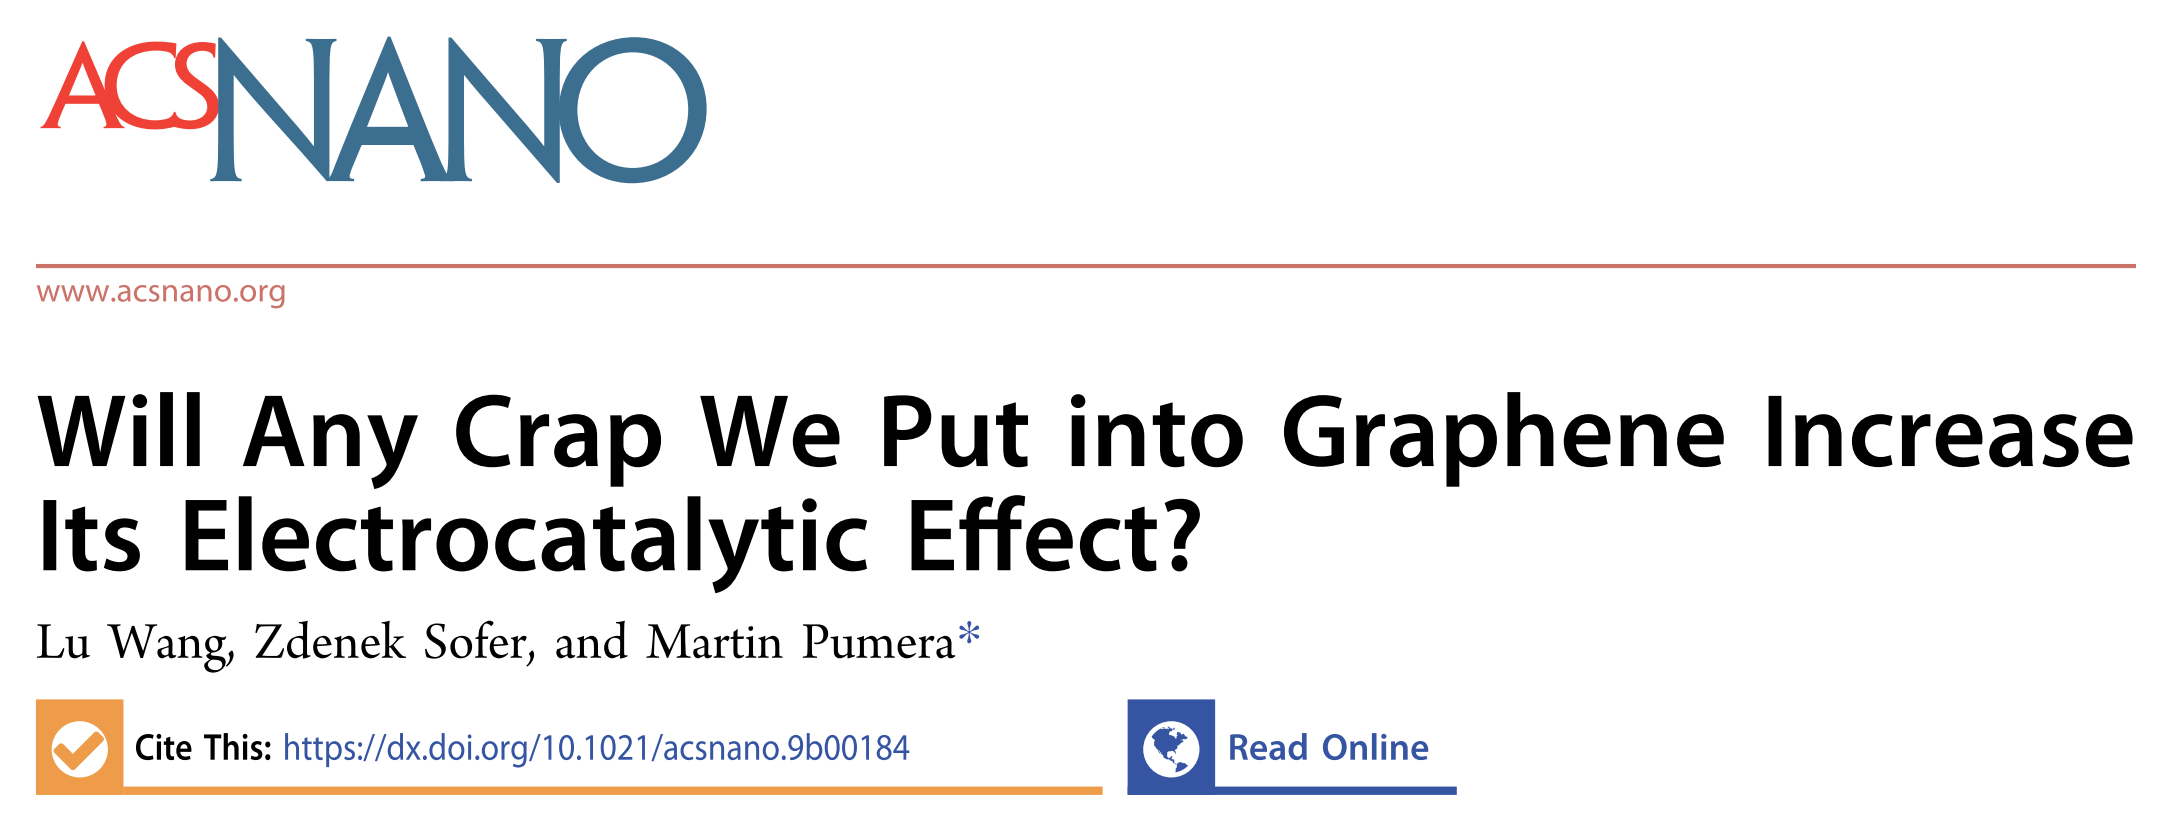 ACSNANO
www.acsnano.org
Will Any Crap We Put into Graphene Increase
Its Electrocatalytic Effect?
Lu Wang, Zdenek Sofer, and Martin Pumera*
Cite This: https://dx.doi.org/10.1021/acsnano.9b00184
Read Online